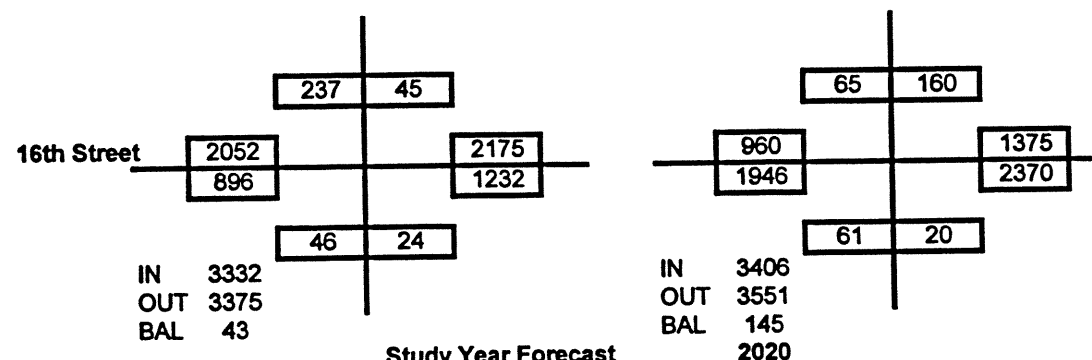 237 45
65 160
16th Street
2052 2175
960 1375
896 1232
1946 2370
46 24
61 20
IN 3332
OUT 3375
BAL 43
IN 3406
OUT 3551
BAL 145
Study Year Forecast 2020